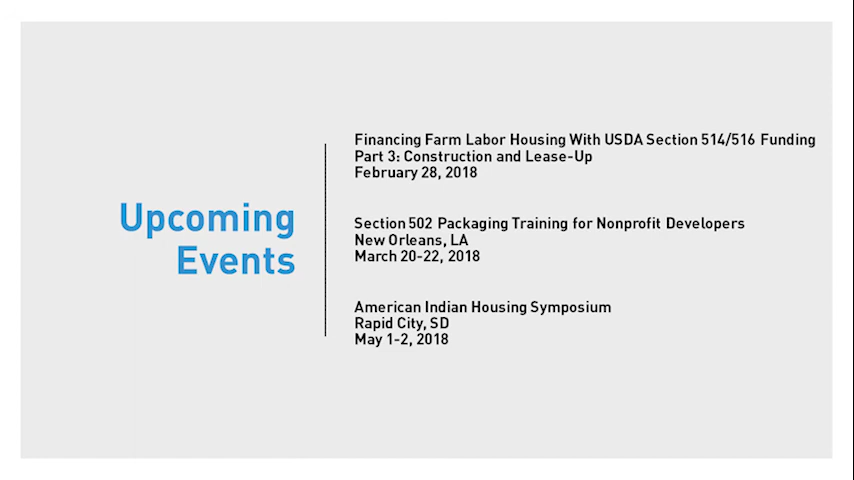 Upcoming
Events
Financing Farm Labor Housing With USDA Section 514/516 Funding
Part 3: Construction and Lease-Up
February 28, 2018
Section 502 Packaging Training for Nonprofit Developers
New Orleans, LA
March 20-22, 2018
American Indian Housing Symposium
Rapid City, SD
May 1-2, 2018